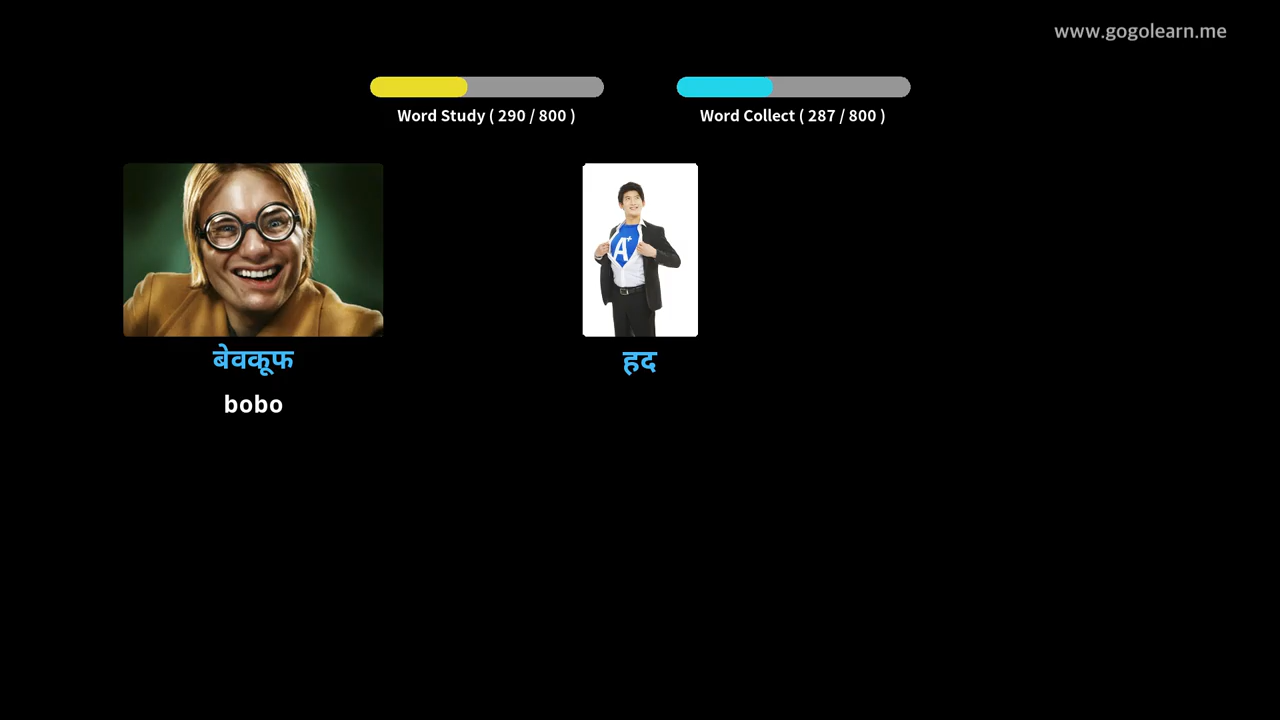 www.gogolearn.me
Word Study ( 290 / 800 )
Word Collect ( 287 / 800 )
A+
बेवकूफ
हद
bobo